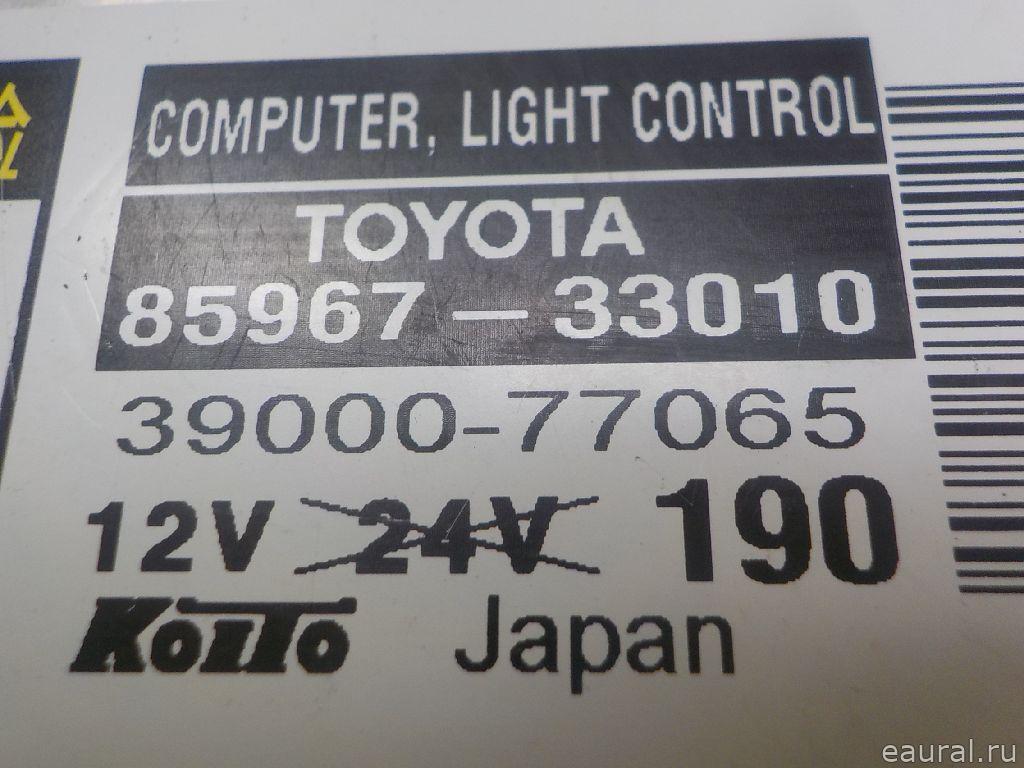 COMPUTER, LIGHT CONTROL
TOYOTA
85967-33010
39000-77065
12V 24V 190
KOITO Japan
eaural.ru